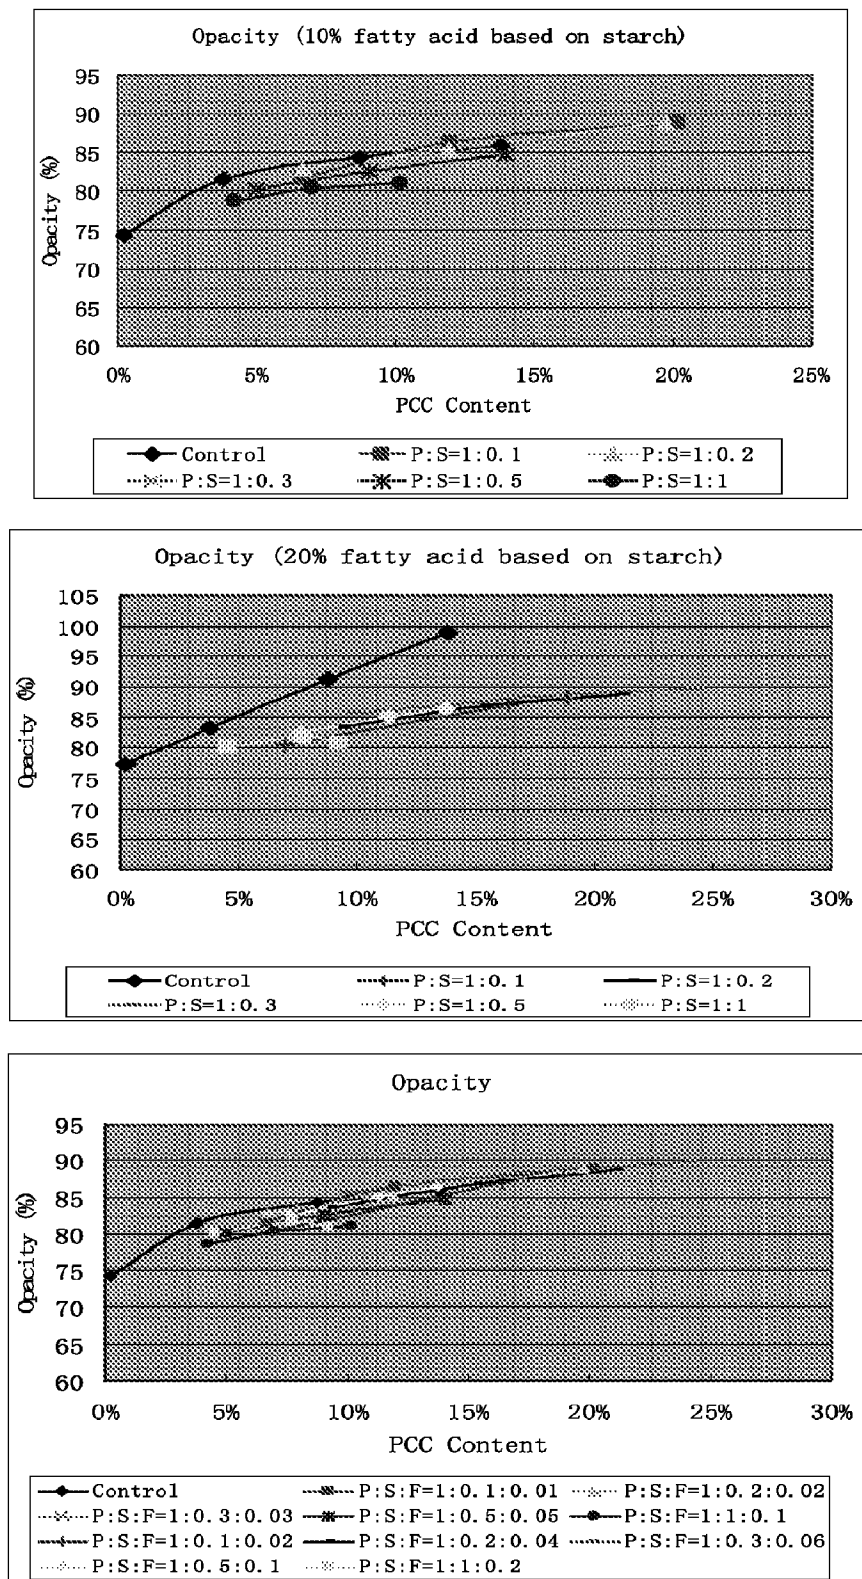 Opacity (10% fatty acid based on starch)
Opacity (%)
95
90
85
80
75
70
65
60
0% 5% 10% 15% 20% 25%
PCC Content
Control P:S=1:0.1 P:S=1:0.2
P:S=1:0.3 P:S=1:0.5 P:S=1:1
Opacity (20% fatty acid based on starch)
Opacity (%)
105
100
95
90
85
80
75
70
65
60
0% 5% 10% 15% 20% 25% 30%
PCC Content
Control P:S=1:0.1 P:S=1:0.2
P:S=1:0.3 P:S=1:0.5 P:S=1:1
Opacity
Opacity (%)
95
90
85
80
75
70
65
60
0% 5% 10% 15% 20% 25% 30%
PCC Content
Control P:S:F=1:0.1:0.01 P:S:F=1:0.2:0.02
P:S:F=1:0.3:0.03 P:S:F=1:0.5:0.05 P:S:F=1:1:0.1
P:S:F=1:0.1:0.02 P:S:F=1:0.2:0.04 P:S:F=1:0.3:0.06
P:S:F=1:0.5:0.1 P:S:F=1:1:0.2